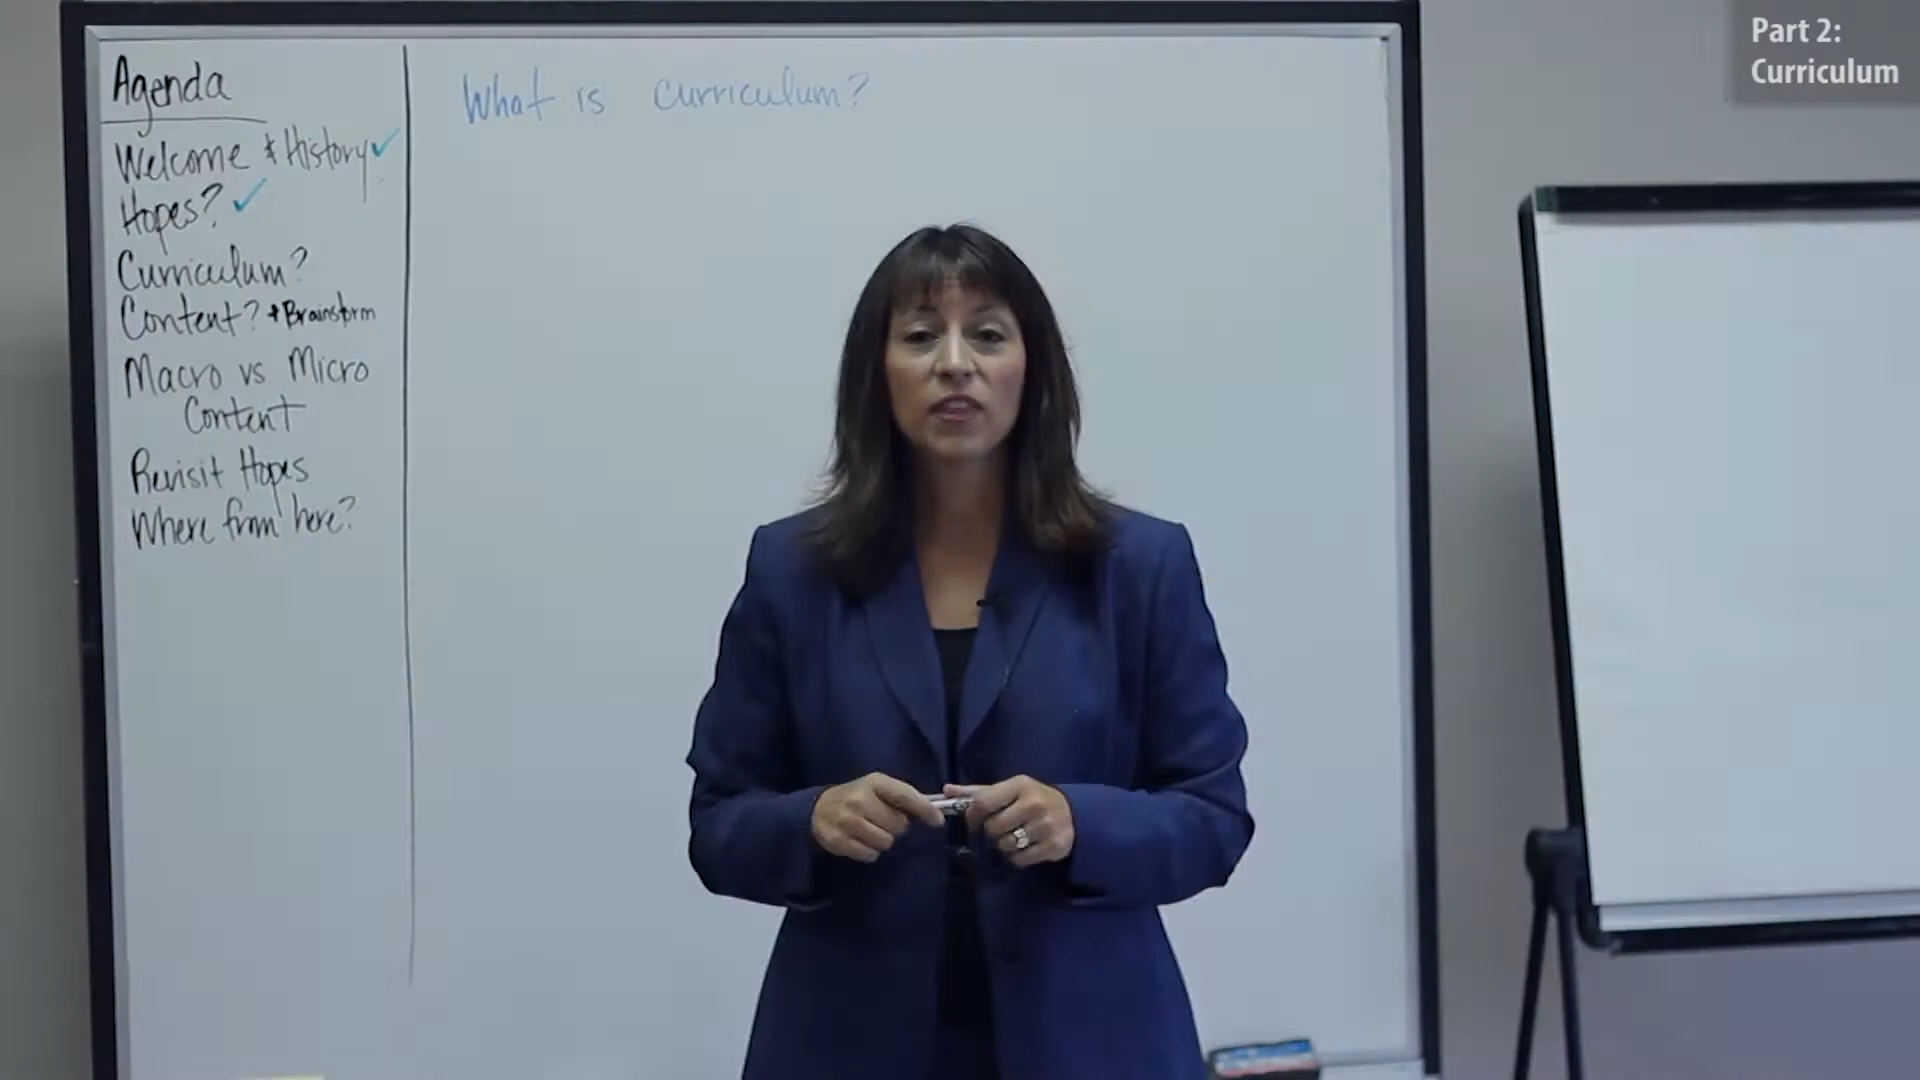 Agenda
Welcome & History ✓
Hopes? ✓
Curriculum?
Content? + Brainstorm
Macro vs Micro
Content
Revisit Hopes
Where from here?
What is curriculum?
Part 2:
Curriculum